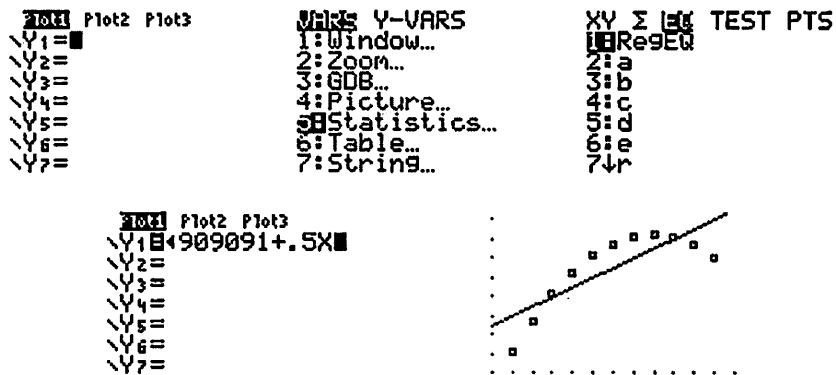 Plot1 Plot2 Plot3
\Y1=
\Y2=
\Y3=
\Y4=
\Y5=
\Y6=
\Y7=
VARS Y-VARS
1:Window…
2:Zoom…
3:GDB…
4:Picture…
5:Statistics…
6:Table…
7:String…
XY Σ EQ TEST PTS
1:RegEQ
2:a
3:b
4:c
5:d
6:e
7↓r
Plot1 Plot2 Plot3
\Y1=◂909091+.5X
\Y2=
\Y3=
\Y4=
\Y5=
\Y6=
\Y7=